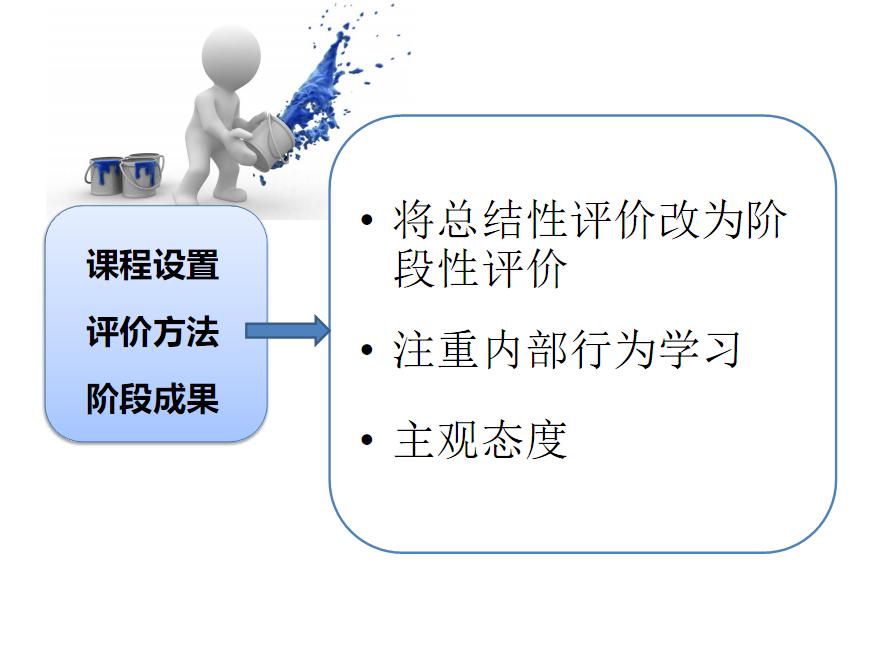 课程设置
评价方法
阶段成果
• 将总结性评价改为阶
段性评价
• 注重内部行为学习
• 主观态度